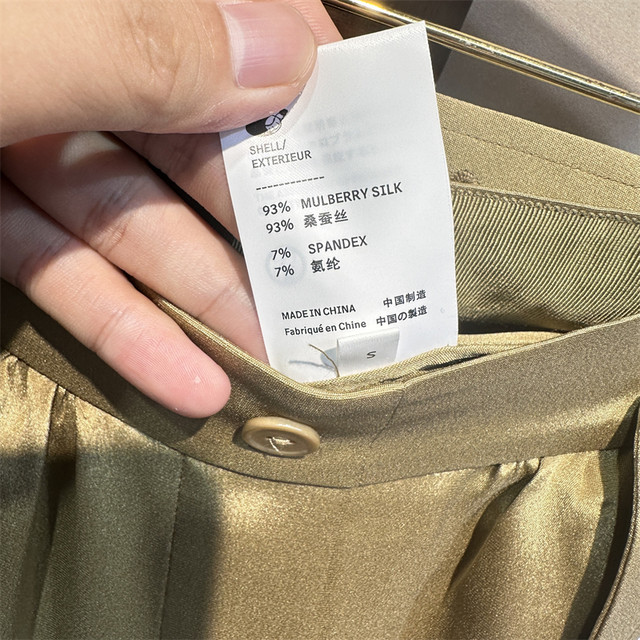 SHELL/
EXTERIEUR
------------
93% MULBERRY SILK
93% 桑蚕丝
7% SPANDEX
7% 氨纶
MADE IN CHINA 中国制造
Fabriqué en Chine 中国の製造
S